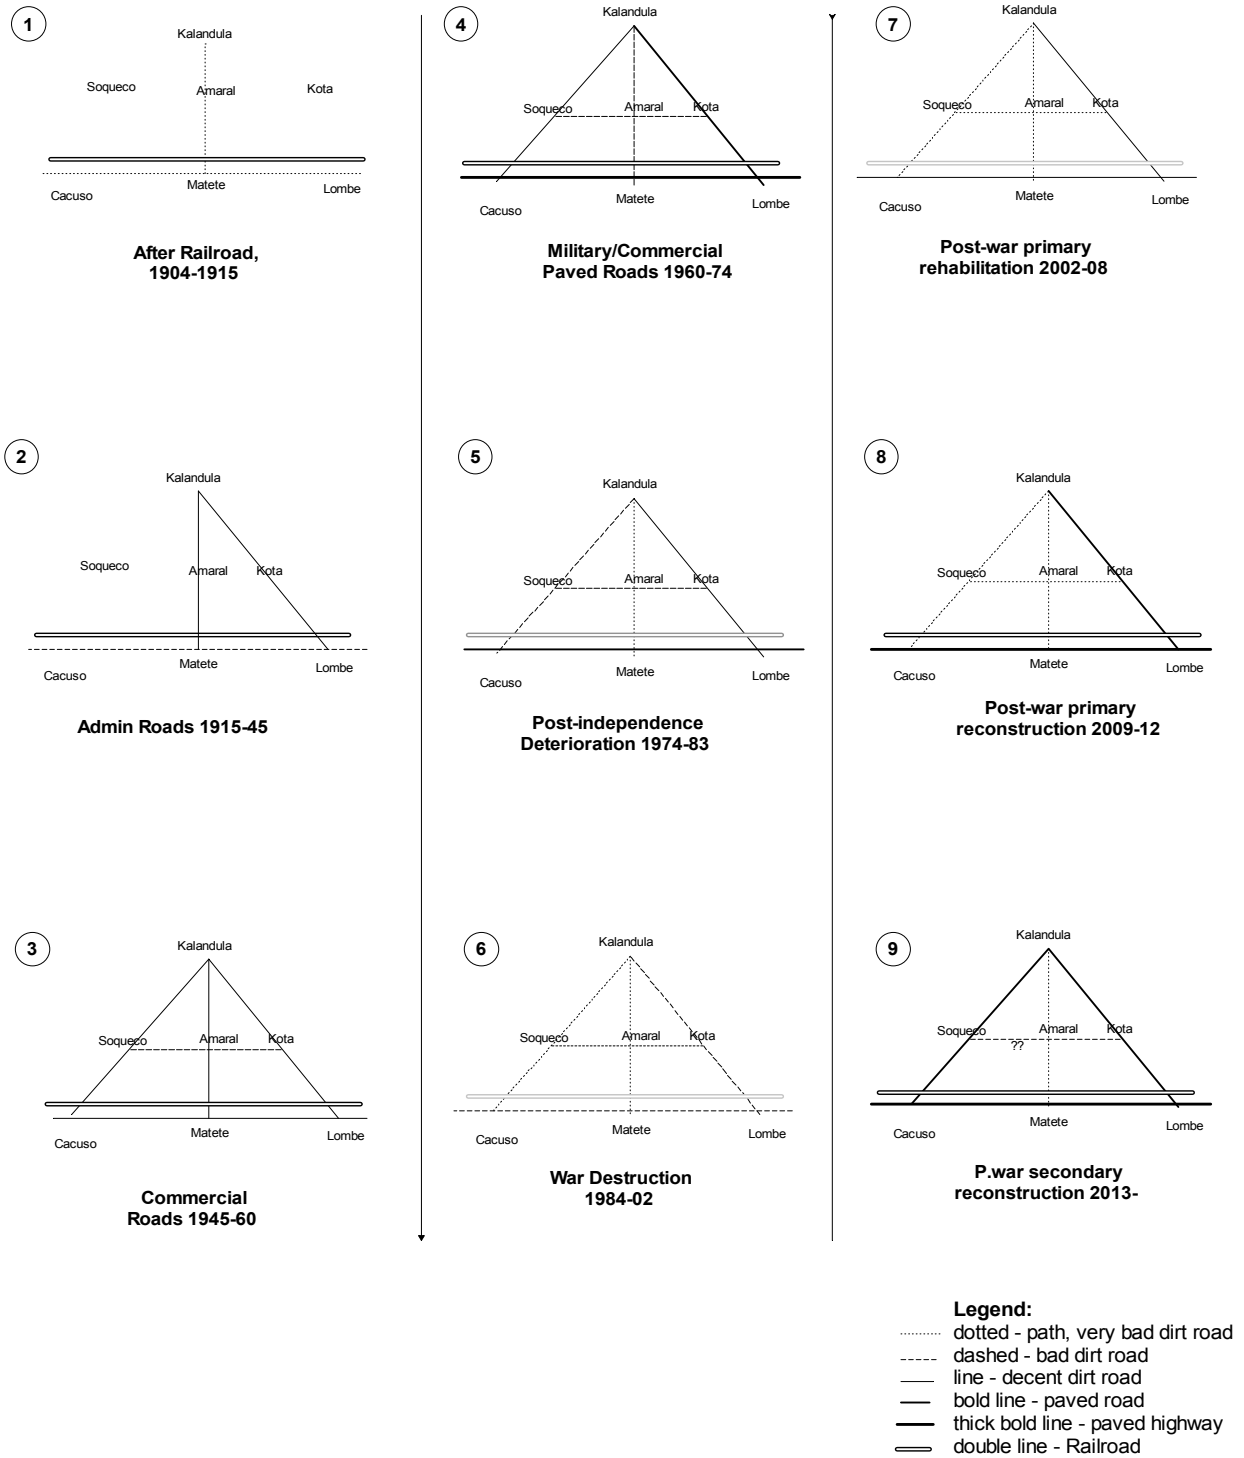 1
Kalandula
Soqueco
Amaral
Kota
Matete
Lombe
Cacuso
After Railroad,
1904-1915
2
Kalandula
Soqueco
Amaral
Kota
Matete
Lombe
Cacuso
Admin Roads 1915-45
3
Kalandula
Soqueco
Amaral
Kota
Matete
Lombe
Cacuso
Commercial
Roads 1945-60
4
Kalandula
Soqueco
Amaral
Kota
Matete
Lombe
Cacuso
Military/Commercial
Paved Roads 1960-74
5
Kalandula
Soqueco
Amaral
Kota
Matete
Lombe
Cacuso
Post-independence
Deterioration 1974-83
6
Kalandula
Soqueco
Amaral
Kota
Matete
Lombe
Cacuso
War Destruction
1984-02
7
Kalandula
Soqueco
Amaral
Kota
Matete
Lombe
Cacuso
Post-war primary
rehabilitation 2002-08
8
Kalandula
Soqueco
Amaral
Kota
Matete
Lombe
Cacuso
Post-war primary
reconstruction 2009-12
9
Kalandula
Soqueco
Amaral
Kota
??
Matete
Lombe
Cacuso
P.war secondary
reconstruction 2013-
Legend:
dotted - path, very bad dirt road
dashed - bad dirt road
line - decent dirt road
bold line - paved road
thick bold line - paved highway
double line - Railroad